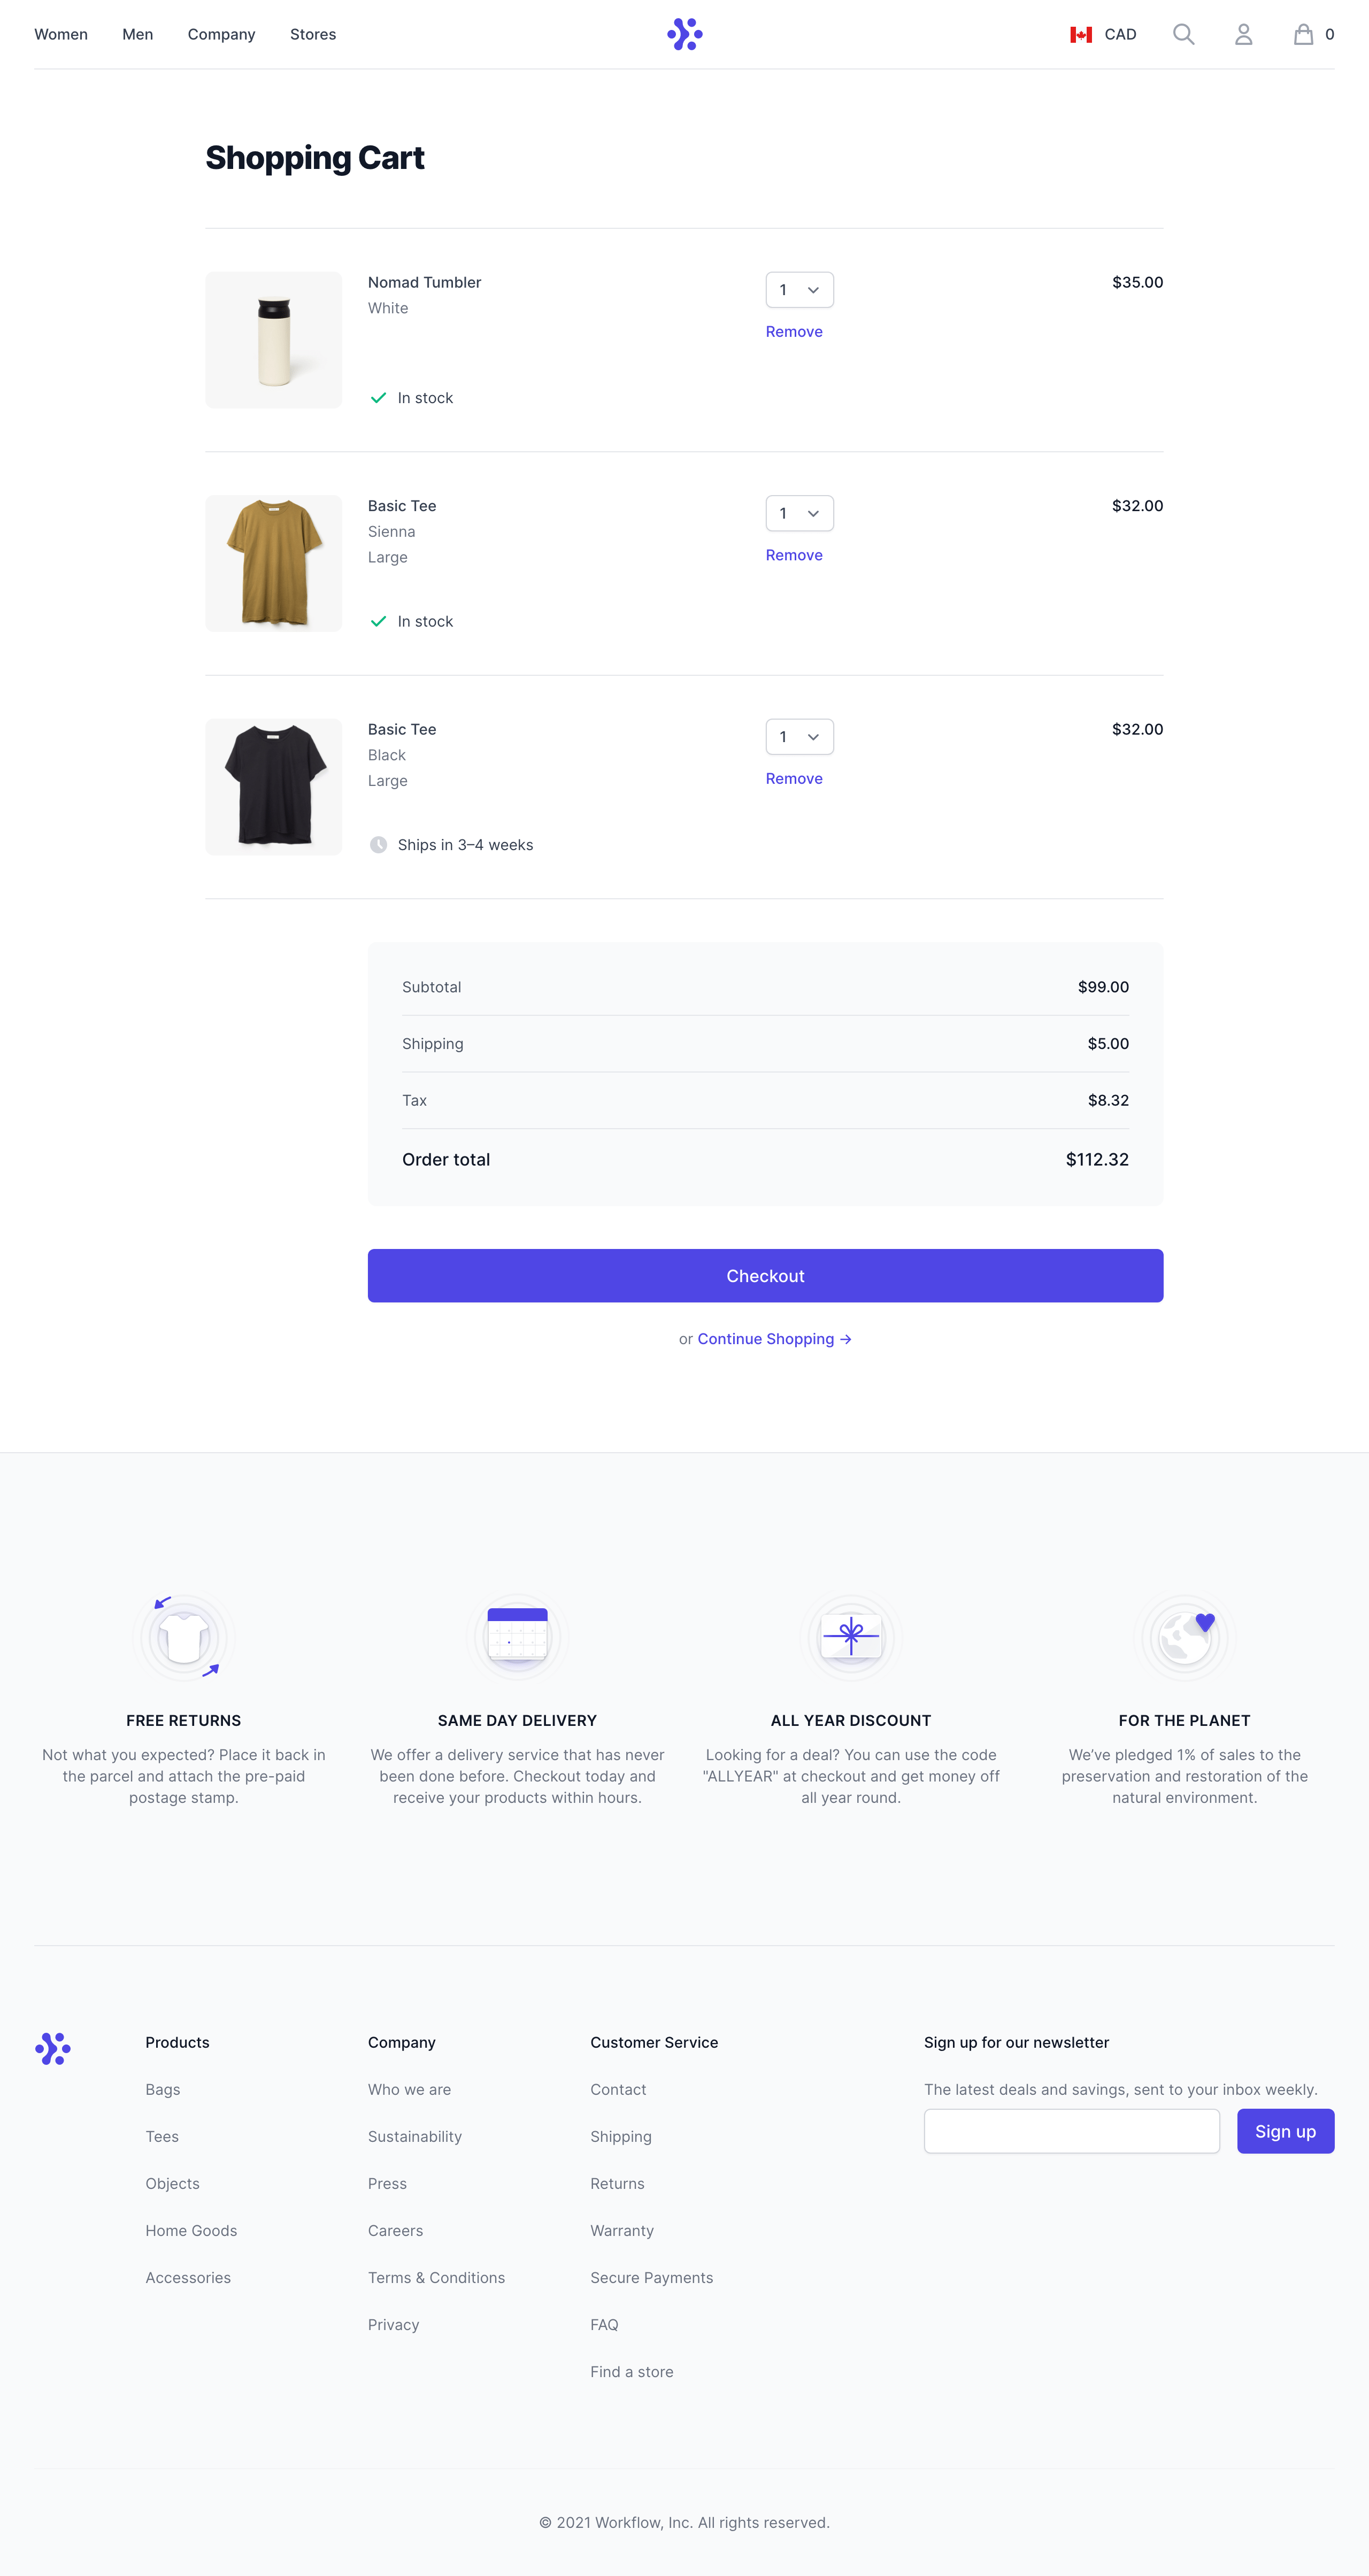 Women Men Company Stores CAD 0
Shopping Cart
Nomad Tumbler 1 $35.00
White
Remove
In stock
Basic Tee 1 $32.00
Sienna
Remove
Large
In stock
Basic Tee 1 $32.00
Black
Remove
Large
Ships in 3–4 weeks
Subtotal $99.00
Shipping $5.00
Tax $8.32
Order total $112.32
Checkout
or Continue Shopping →
FREE RETURNS
Not what you expected? Place it back in
the parcel and attach the pre-paid
postage stamp.
SAME DAY DELIVERY
We offer a delivery service that has never
been done before. Checkout today and
receive your products within hours.
ALL YEAR DISCOUNT
Looking for a deal? You can use the code
"ALLYEAR" at checkout and get money off
all year round.
FOR THE PLANET
We've pledged 1% of sales to the
preservation and restoration of the
natural environment.
Products
Bags
Tees
Objects
Home Goods
Accessories
Company
Who we are
Sustainability
Press
Careers
Terms & Conditions
Privacy
Customer Service
Contact
Shipping
Returns
Warranty
Secure Payments
FAQ
Find a store
Sign up for our newsletter
The latest deals and savings, sent to your inbox weekly.
Sign up
© 2021 Workflow, Inc. All rights reserved.